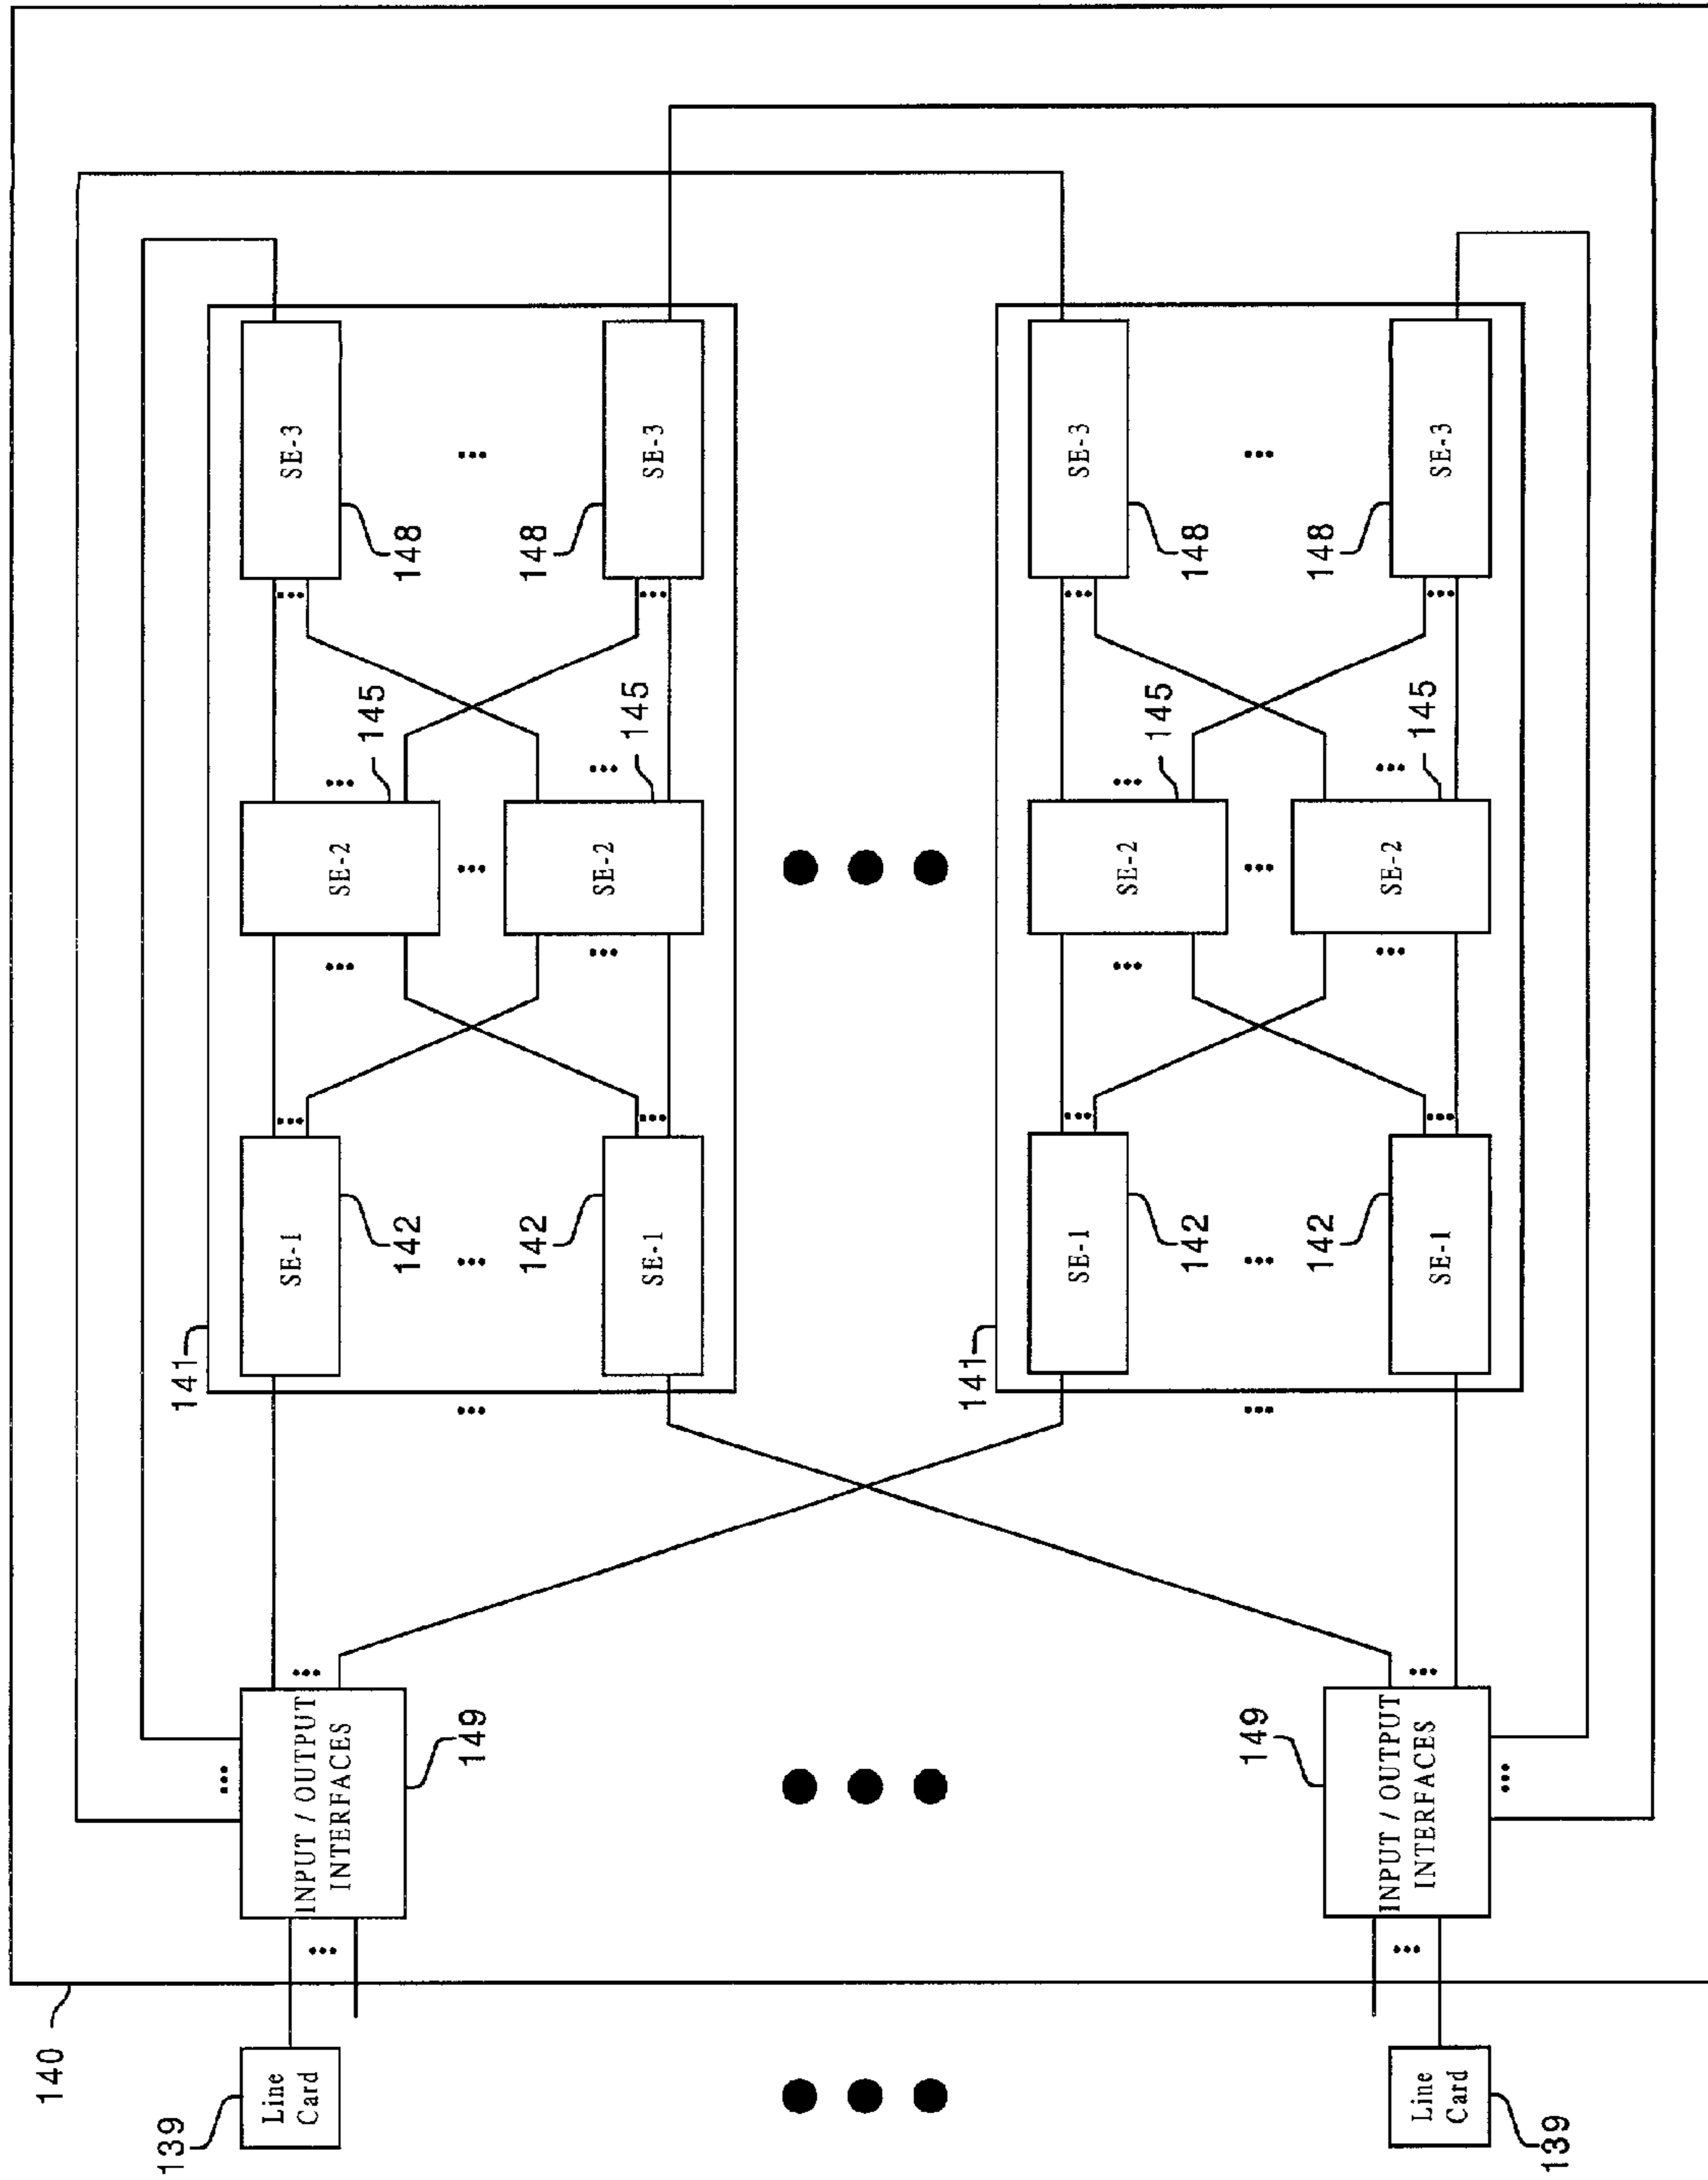 139
Line
Card
140
INPUT / OUTPUT
INTERFACES
149
141
SE-1
142
142
SE-1
SE-2
145
SE-2
145
SE-3
148
148
SE-3
141
SE-1
142
142
SE-1
SE-2
145
SE-2
145
SE-3
148
148
SE-3
149
INPUT / OUTPUT
INTERFACES
Line
Card
139